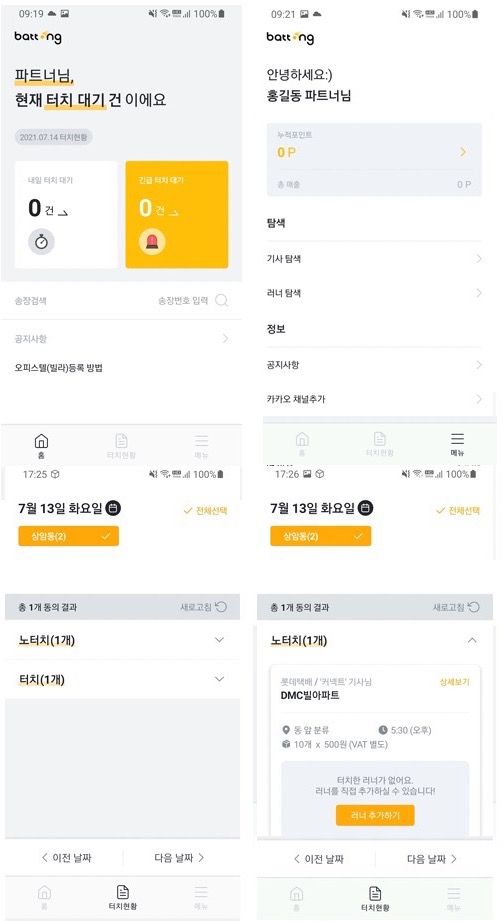 09:19
100%
batt ng
파트너님,
현재 터치 대기 건 이에요
2021.07.14 터치현황
내일 터치 대기
0 건
긴급 터치 대기
0 건
송장검색
송장번호 입력
공지사항
오피스텔(빌라)등록 방법
홈
터치현황
메뉴
09:21
100%
batt ng
안녕하세요:)
홍길동 파트너님
누적포인트
0 P
총 매출
0 P
탐색
기사 탐색
러너 탐색
정보
공지사항
카카오 채널추가
홈
터치현황
메뉴
17:25
100%
7월 13일 화요일
전체선택
상암동(2)
총 1개 동의 결과
새로고침
노터치(1개)
터치(1개)
이전 날짜
다음 날짜
홈
터치현황
메뉴
17:26
100%
7월 13일 화요일
전체선택
상암동(2)
총 1개 동의 결과
새로고침
노터치(1개)
롯데택배 / '커넥트' 기사님
상세보기
DMC빌아파트
동 앞 분류
5:30 (오후)
10개 x 500원 (VAT 별도)
터치한 러너가 없어요.
러너를 직접 추가하실 수 있습니다!
러너 추가하기
이전 날짜
다음 날짜
홈
터치현황
메뉴